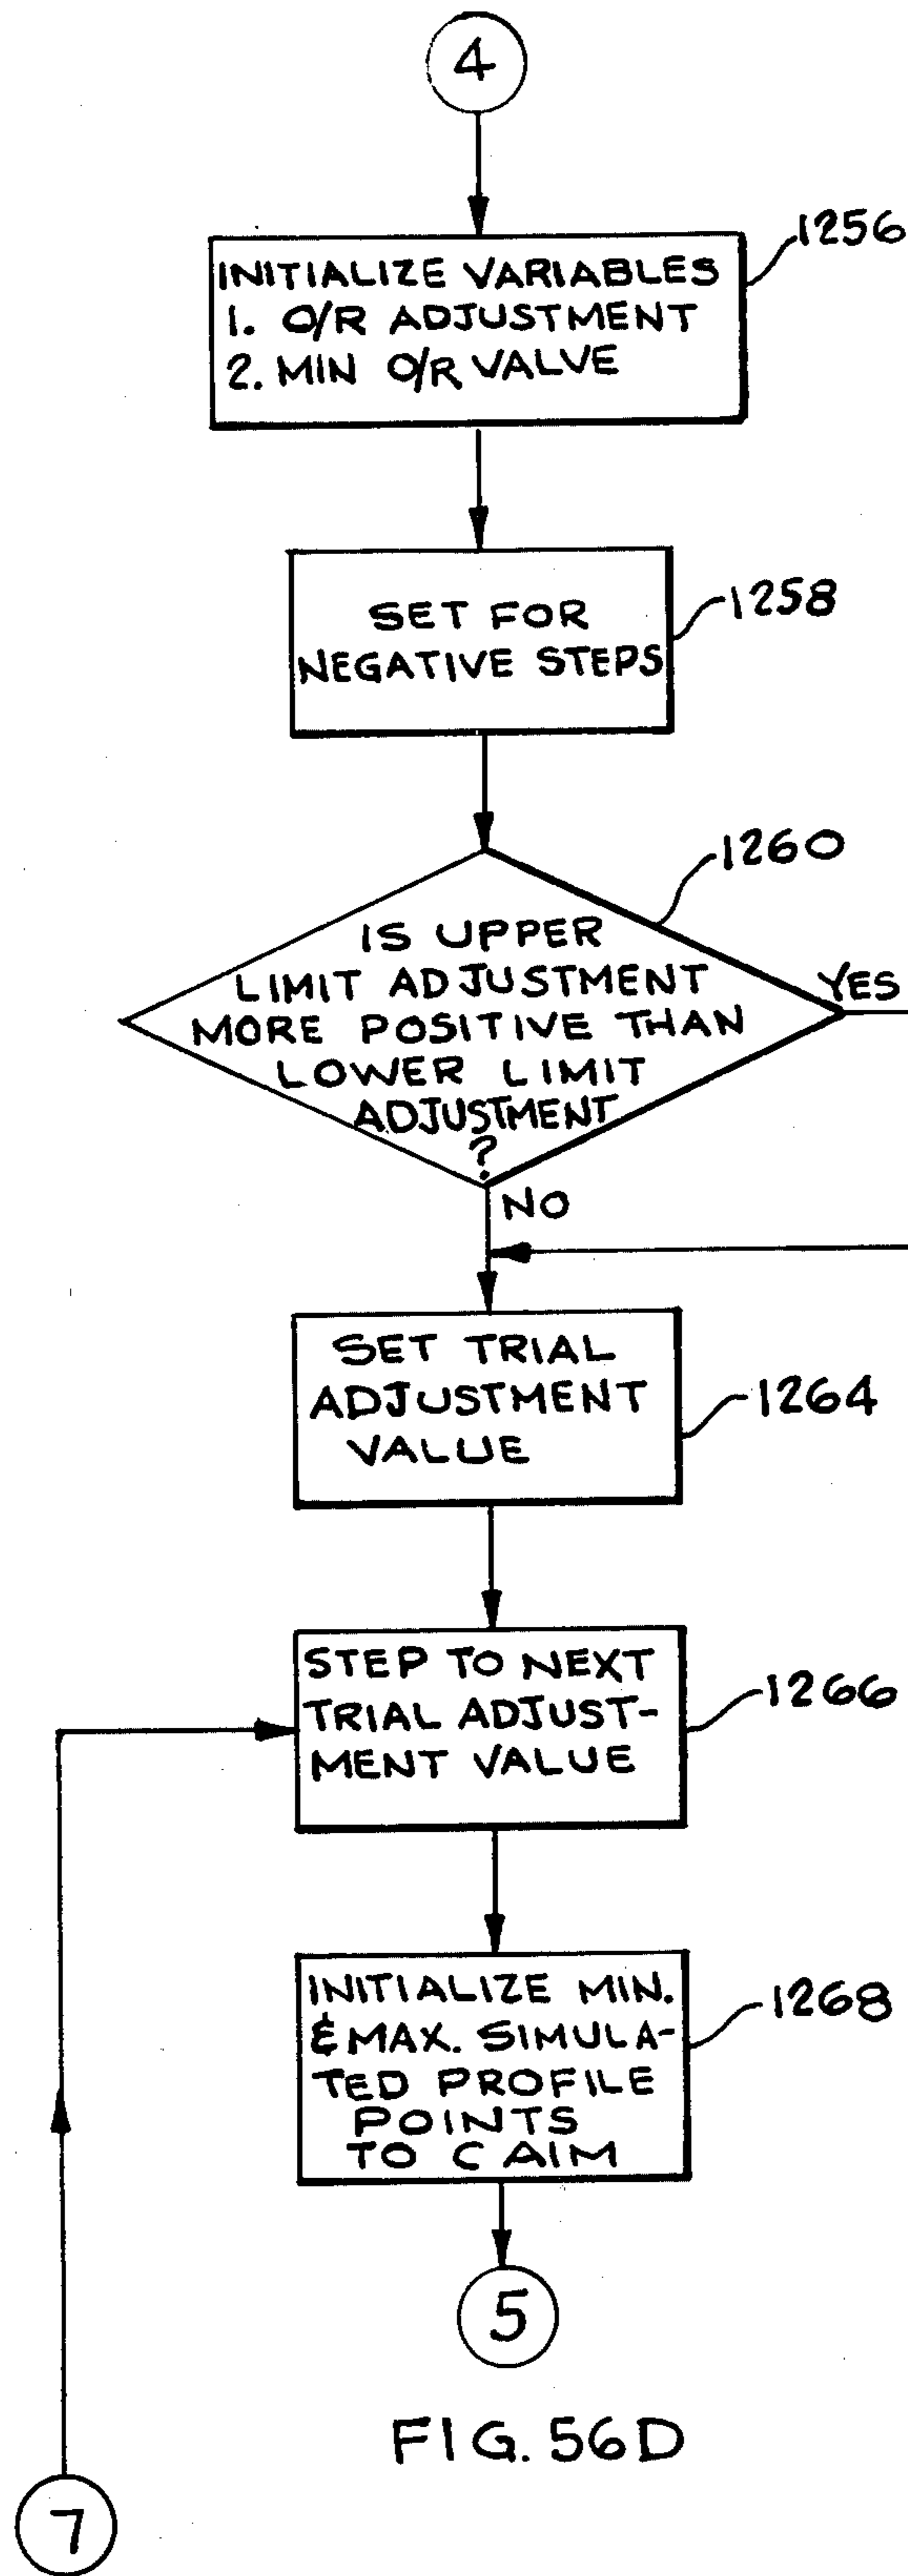 4
1256
INITIALIZE VARIABLES
1. O/R ADJUSTMENT
2. MIN O/R VALUE
1258
SET FOR
NEGATIVE STEPS
1260
IS UPPER
LIMIT ADJUSTMENT
MORE POSITIVE THAN
LOWER LIMIT
ADJUSTMENT
?
YES
NO
SET TRIAL
ADJUSTMENT
VALUE
1264
STEP TO NEXT
TRIAL ADJUST-
MENT VALUE
1266
INITIALIZE MIN.
& MAX. SIMULA-
TED PROFILE
POINTS
TO C AIM
1268
5
FIG. 56D
7